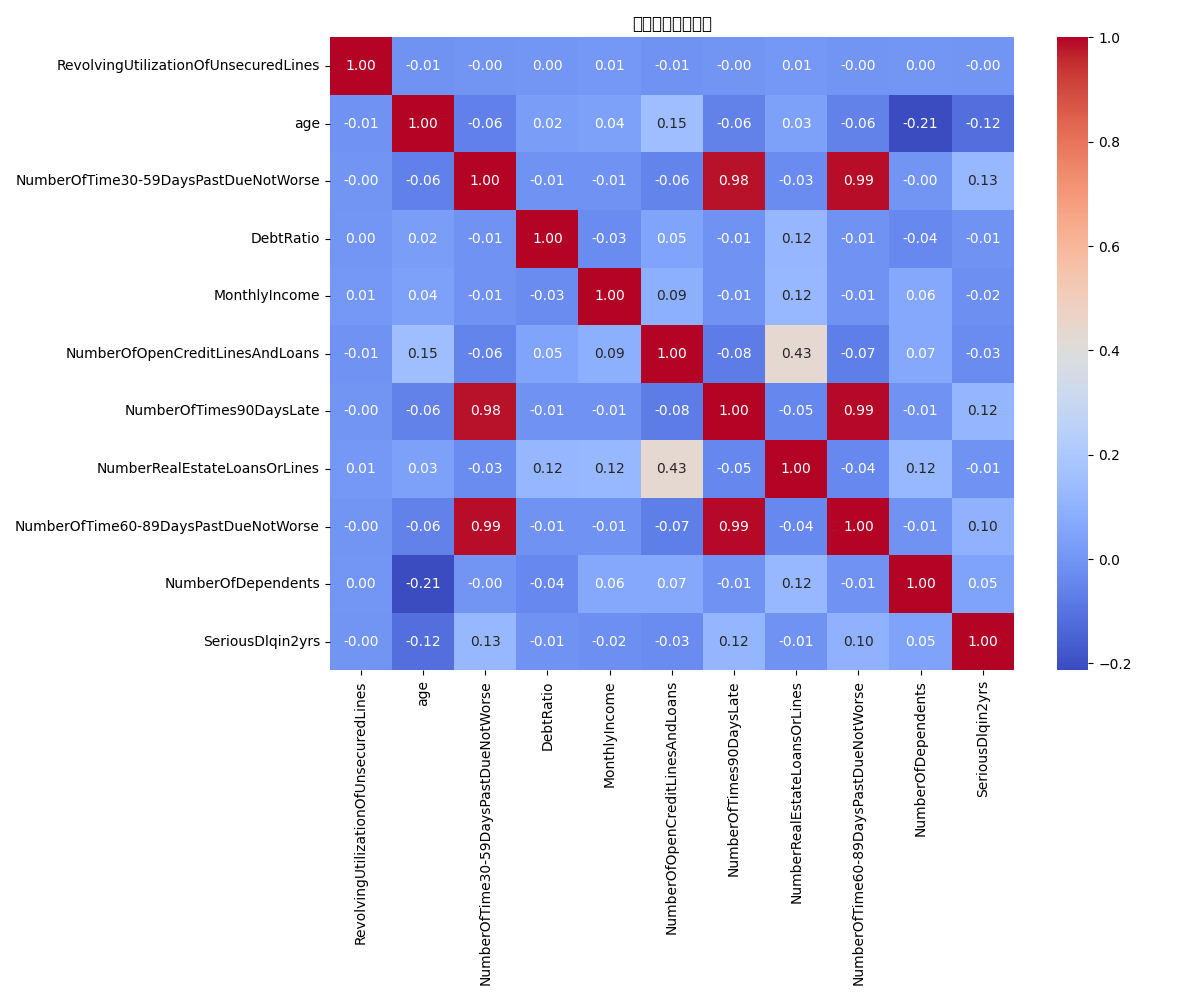 1.0
RevolvingUtilizationOfUnsecuredLines 1.00 -0.01 -0.00 0.00 0.01 -0.01 -0.00 0.01 -0.00 0.00 -0.00
age -0.01 1.00 -0.06 0.02 0.04 0.15 -0.06 0.03 -0.06 -0.21 -0.12
0.8
NumberOfTime30-59DaysPastDueNotWorse -0.00 -0.06 1.00 -0.01 -0.01 -0.06 0.98 -0.03 0.99 -0.00 0.13
DebtRatio 0.00 0.02 -0.01 1.00 -0.03 0.05 -0.01 0.12 -0.01 -0.04 -0.01
0.6
MonthlyIncome 0.01 0.04 -0.01 -0.03 1.00 0.09 -0.01 0.12 -0.01 0.06 -0.02
NumberOfOpenCreditLinesAndLoans -0.01 0.15 -0.06 0.05 0.09 1.00 -0.08 0.43 -0.07 0.07 -0.03
0.4
NumberOfTimes90DaysLate -0.00 -0.06 0.98 -0.01 -0.01 -0.08 1.00 -0.05 0.99 -0.01 0.12
0.2
NumberRealEstateLoansOrLines 0.01 0.03 -0.03 0.12 0.12 0.43 -0.05 1.00 -0.04 0.12 -0.01
NumberOfTime60-89DaysPastDueNotWorse -0.00 -0.06 0.99 -0.01 -0.01 -0.07 0.99 -0.04 1.00 -0.01 0.10
0.0
NumberOfDependents 0.00 -0.21 -0.00 -0.04 0.06 0.07 -0.01 0.12 -0.01 1.00 0.05
SeriousDlqin2yrs -0.00 -0.12 0.13 -0.01 -0.02 -0.03 0.12 -0.01 0.10 0.05 1.00
−0.2
RevolvingUtilizationOfUnsecuredLines
age
NumberOfTime30-59DaysPastDueNotWorse
DebtRatio
MonthlyIncome
NumberOfOpenCreditLinesAndLoans
NumberOfTimes90DaysLate
NumberRealEstateLoansOrLines
NumberOfTime60-89DaysPastDueNotWorse
NumberOfDependents
SeriousDlqin2yrs